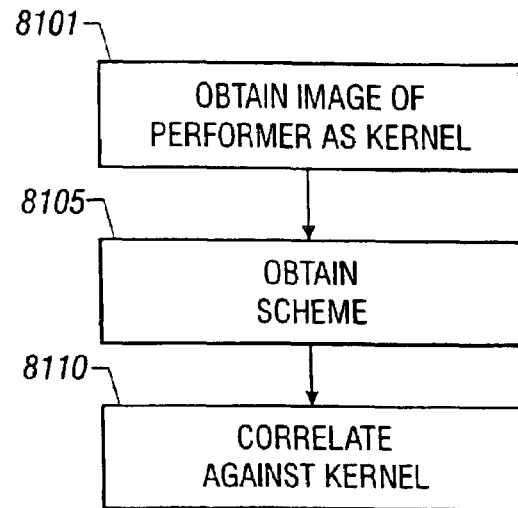 8101
OBTAIN IMAGE OF
PERFORMER AS KERNEL
8105
OBTAIN
SCHEME
8110
CORRELATE
AGAINST KERNEL